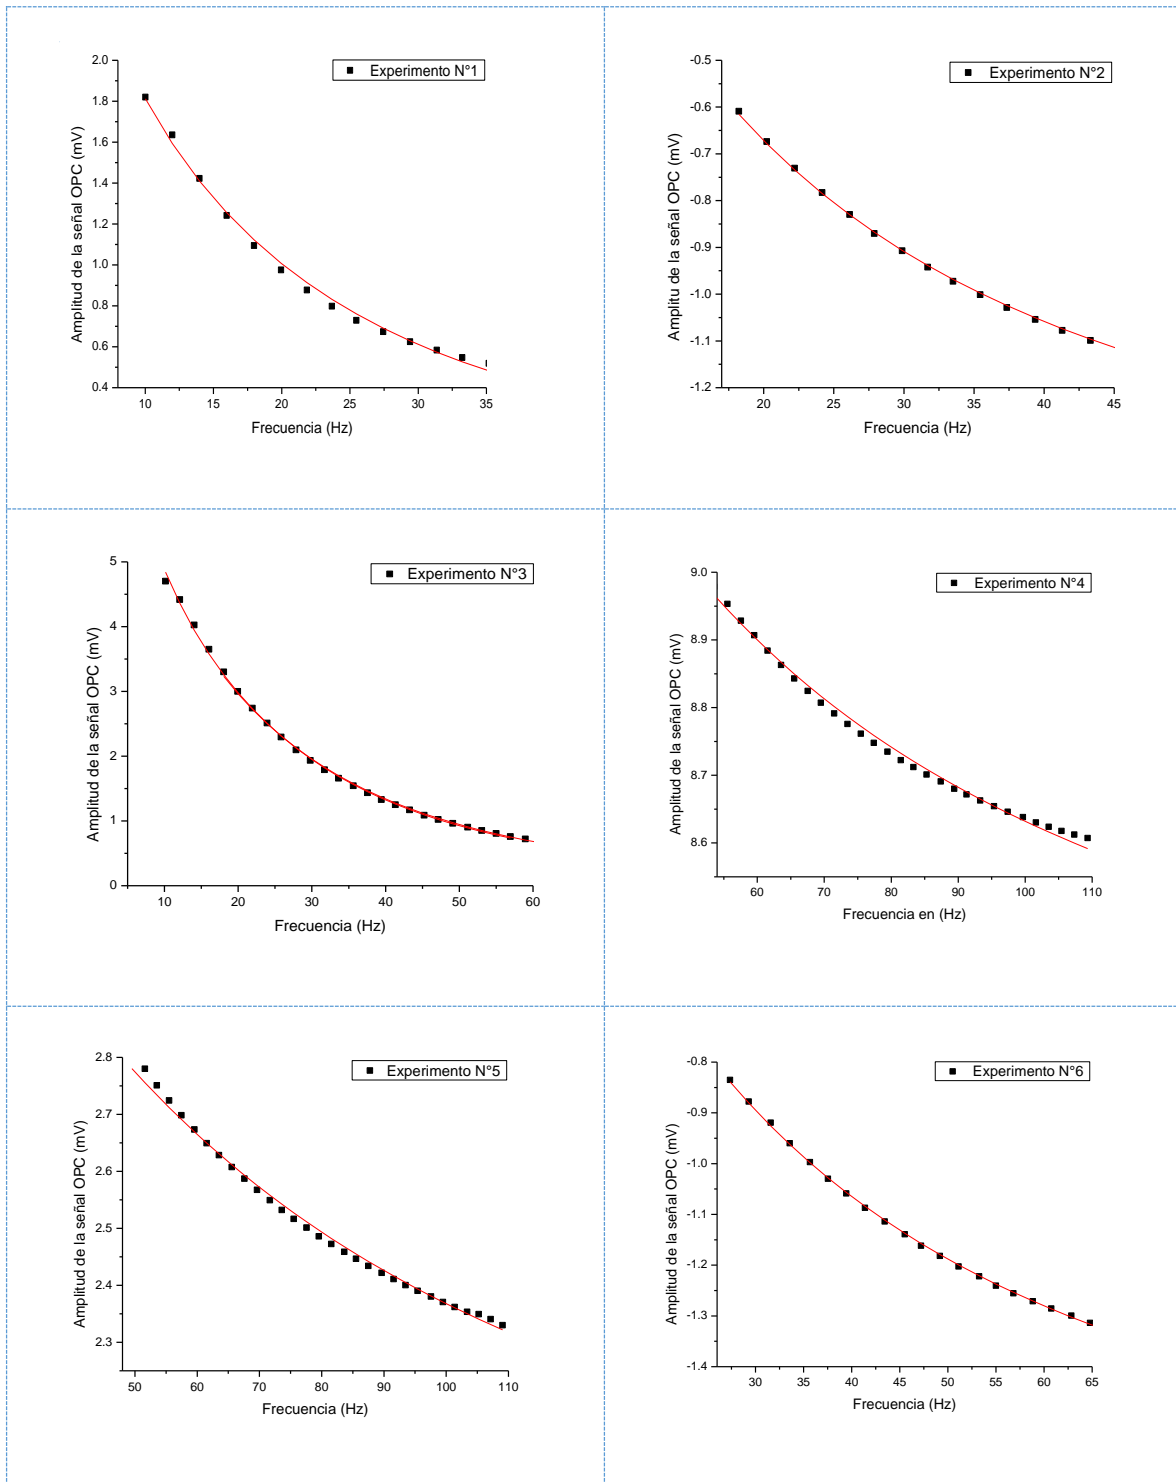 Experimento N°1
Amplitud de la señal OPC (mV)
2.0
1.8
1.6
1.4
1.2
1.0
0.8
0.6
0.4
10 15 20 25 30 35
Frecuencia (Hz)
Experimento N°2
Amplitu de la señal OPC (mV)
-0.5
-0.6
-0.7
-0.8
-0.9
-1.0
-1.1
-1.2
20 25 30 35 40 45
Frecuencia (Hz)
Experimento N°3
Amplitud de la señal OPC (mV)
5
4
3
2
1
0
10 20 30 40 50 60
Frecuencia (Hz)
Experimento N°4
Amplitud de la señal OPC (mV)
9.0
8.9
8.8
8.7
8.6
60 70 80 90 100 110
Frecuencia en (Hz)
Experimento N°5
Amplitud de la señal OPC (mV)
2.8
2.7
2.6
2.5
2.4
2.3
50 60 70 80 90 100 110
Frecuencia (Hz)
Experimento N°6
Amplitud de la señal OPC (mV)
-0.8
-0.9
-1.0
-1.1
-1.2
-1.3
-1.4
30 35 40 45 50 55 60 65
Frecuencia (Hz)